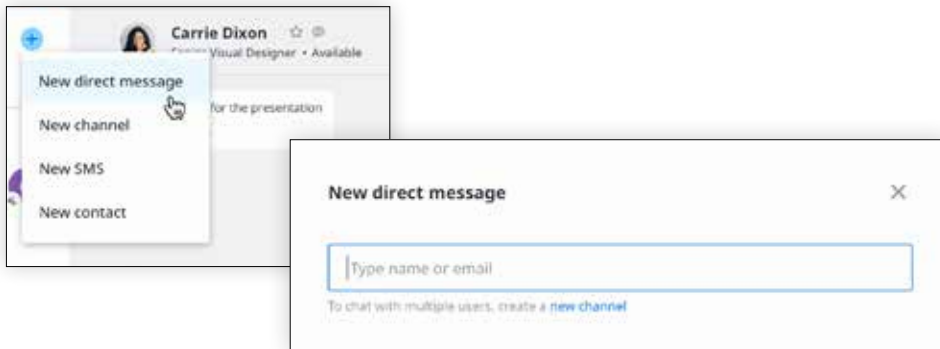 Carrie Dixon
Visual Designer • Available
New direct message
for the presentation
New channel
New SMS
New contact
New direct message
Type name or email
To chat with multiple users, create a new channel